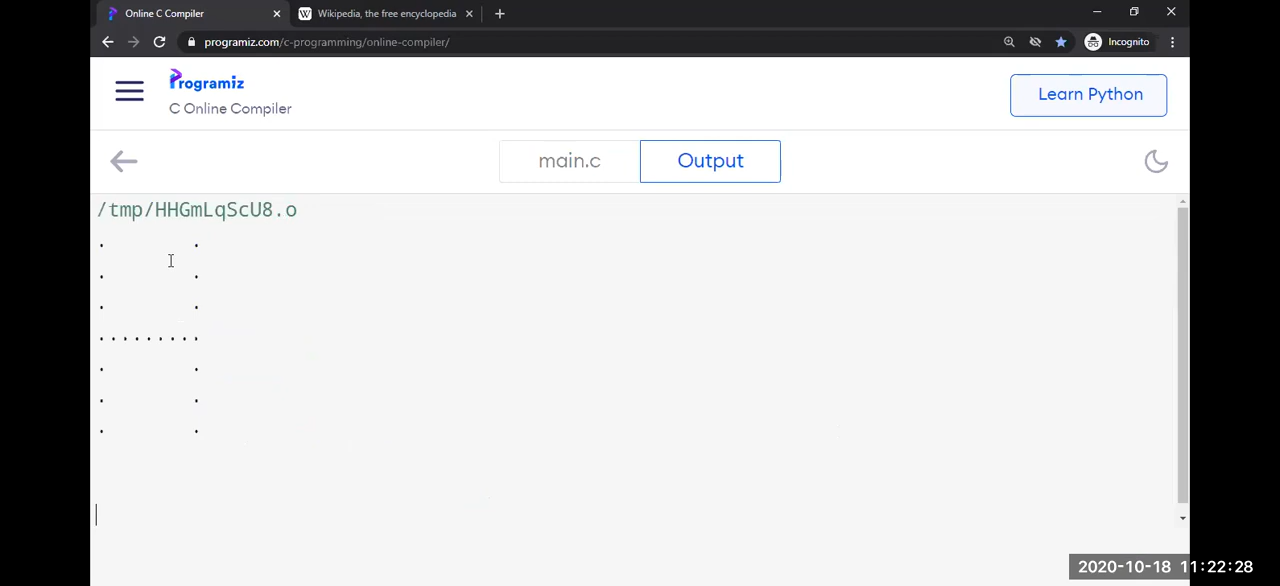 Online C Compiler
Wikipedia, the free encyclopedia
programiz.com/c-programming/online-compiler/
Incognito
Programiz
C Online Compiler
Learn Python
main.c
Output
/tmp/HHGmLqScU8.o
.        .
.        .
.        .
.........
.        .
.        .
.        .
2020-10-18 11:22:28